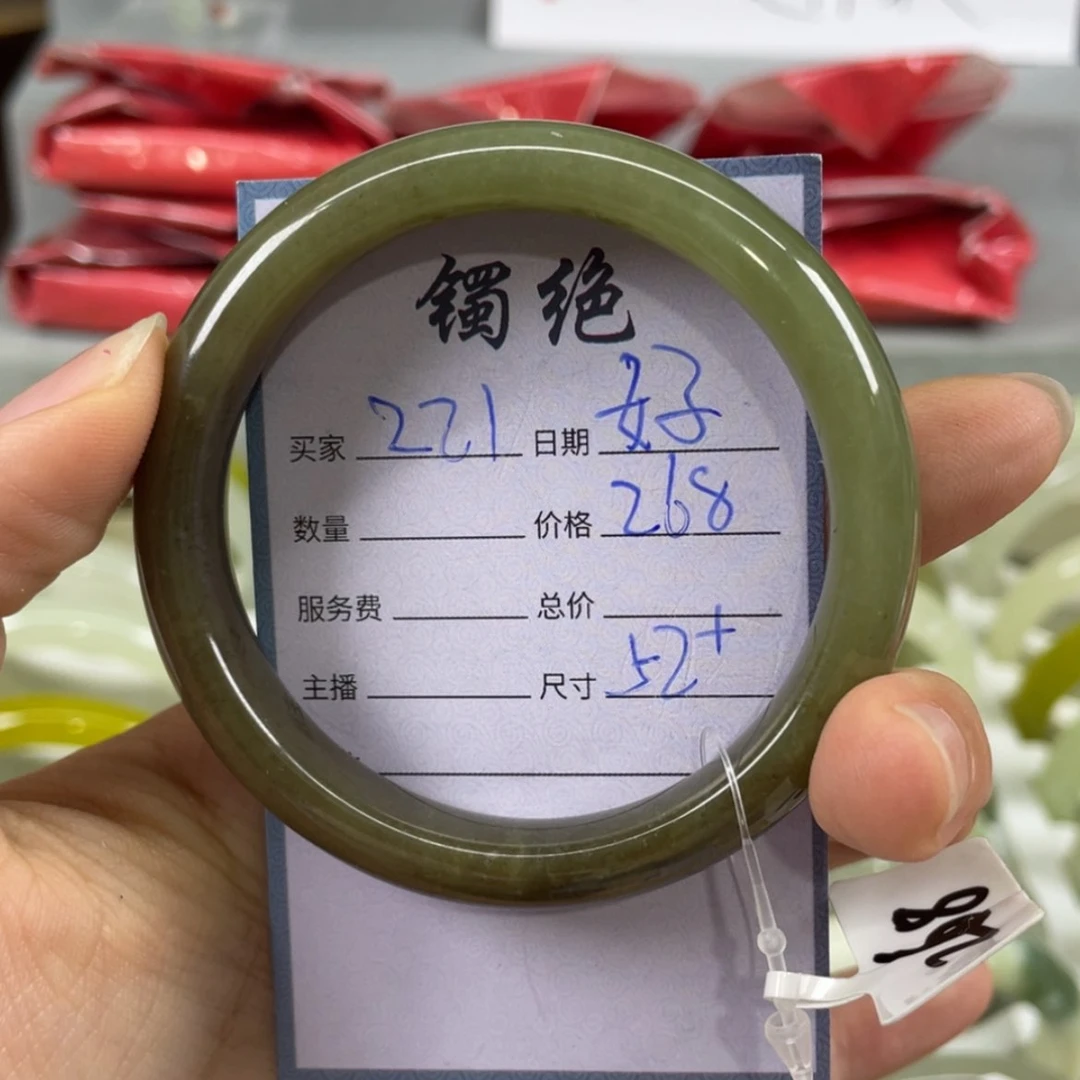 镯绝
买家 221 日期 好
数量 价格 268
服务费 总价
主播 尺寸 52+